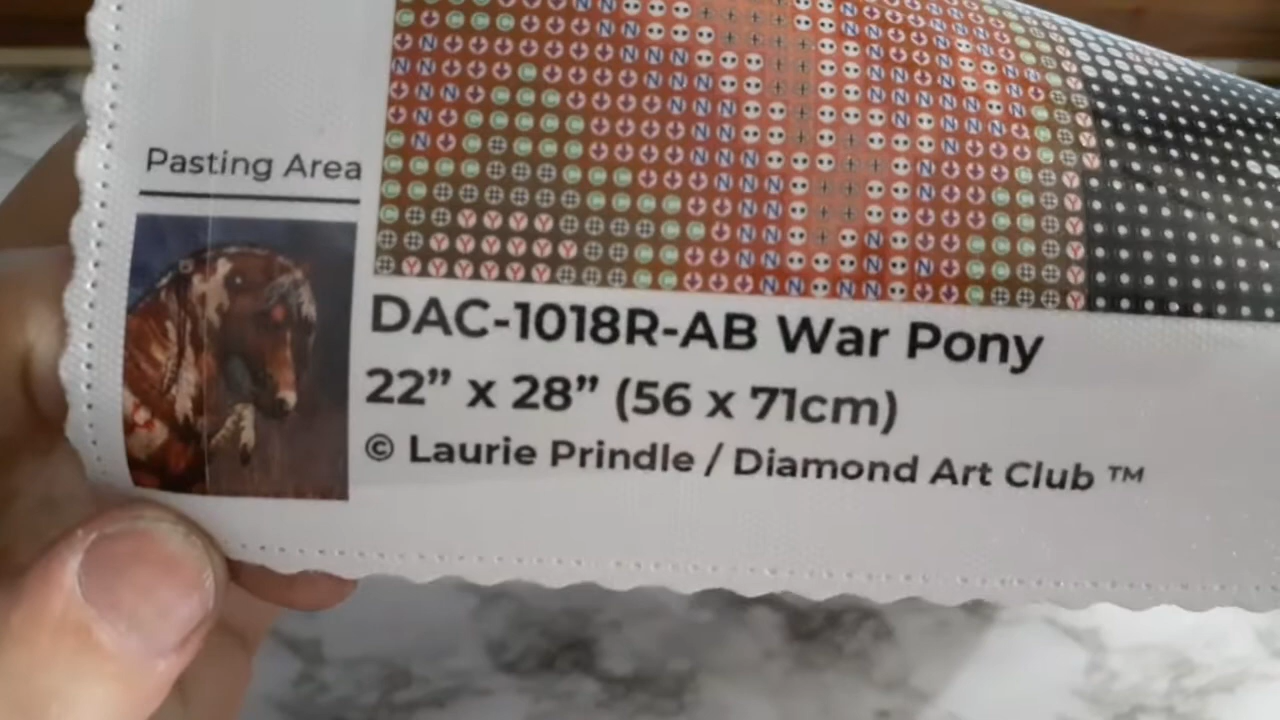 Pasting Area
DAC-1018R-AB War Pony
22” x 28” (56 x 71cm)
© Laurie Prindle / Diamond Art Club ™